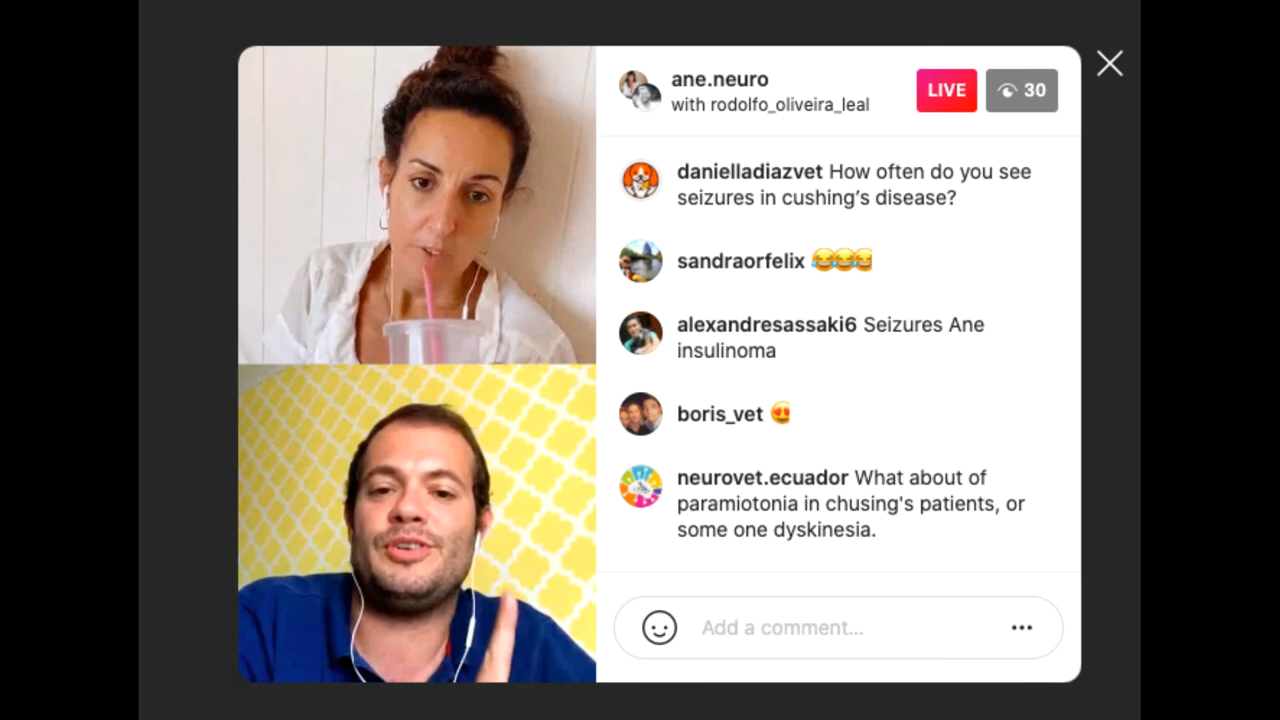 ane.neuro
with rodolfo_oliveira_leal
LIVE
30
danielladiazvet How often do you see
seizures in cushing’s disease?
sandraorfelix 😂😂😂
alexandresassaki6 Seizures Ane
insulinoma
boris_vet 😍
neurovet.ecuador What about of
paramiotonia in chusing's patients, or
some one dyskinesia.
Add a comment...